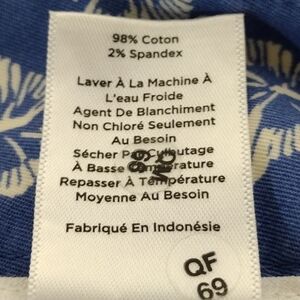 98% Coton
2% Spandex
Laver À La Machine À
L'eau Froide
Agent De Blanchiment
Non Chloré Seulement
Au Besoin
Sécher Par Culbutage
À Basse Température
Repasser À Température
Moyenne Au Besoin
Fabriqué En Indonésie
QF
69